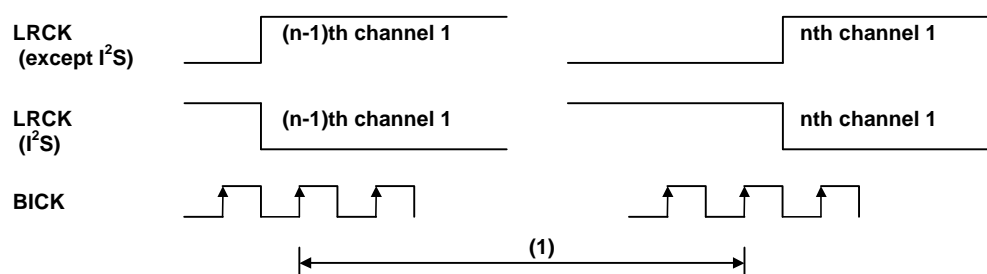 LRCK (n-1)th channel 1 nth channel 1
(except I²S)
LRCK (n-1)th channel 1 nth channel 1
(I²S)
BICK
(1)